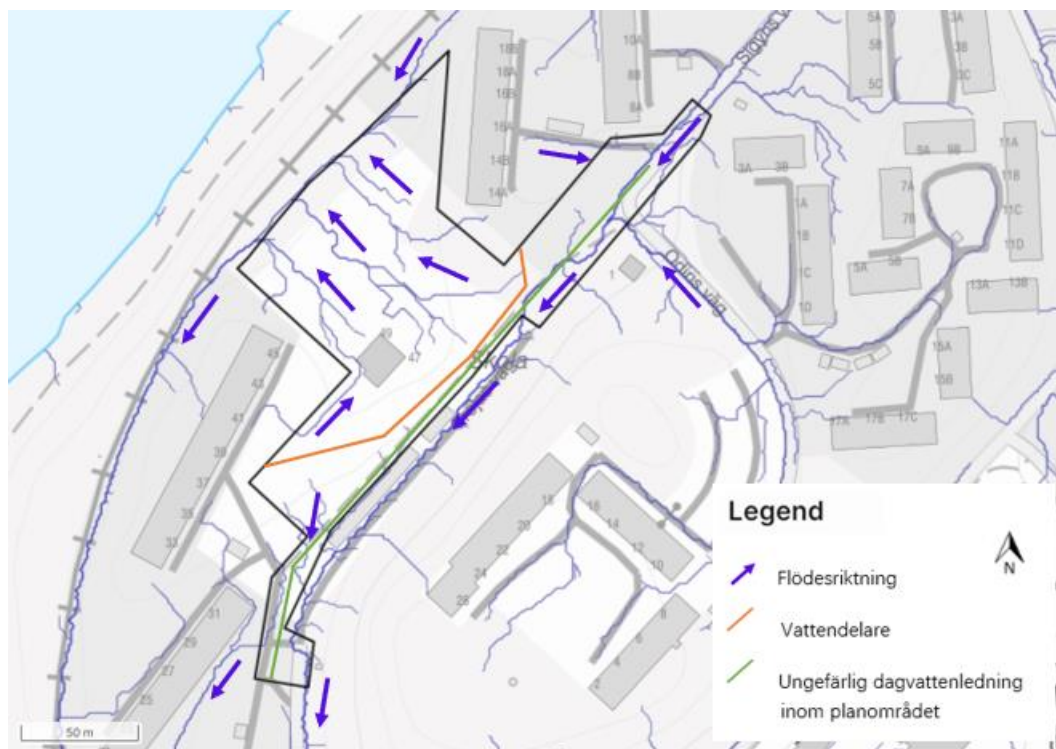 18B
18A
16B
16A
14B
14A
10A
8B
8A
5A
5B
5C
3A
3B
3C
3A
3B
1A
1B
1C
1D
9A
9B
7A
7B
5A
5B
11A
11B
11C
11D
13A
13B
15A
15B
17A
17B
17C
1
Odins väg
Skola
49
47
45
43
41
39
37
35
33
31
29
27
25
18
20
22
24
26
16
14
12
10
8
6
4
2
50 m
Legend
N
Flödesriktning
Vattendelare
Ungefärlig dagvattenledning
inom planområdet